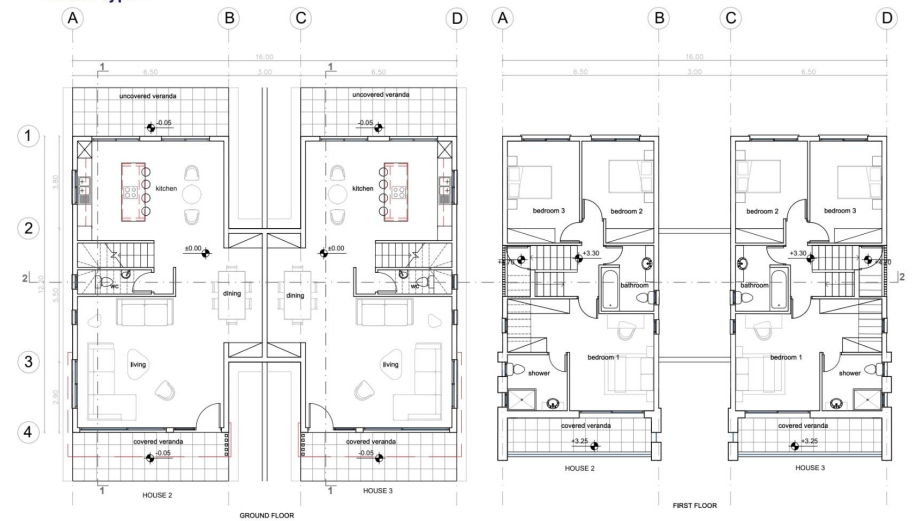 A B C D A B C D
16.00 16.00
6.50 3.00 6.50 6.50 3.00 6.50
1 1
uncovered veranda uncovered veranda
-0.05 -0.05
1
3.80
kitchen kitchen
bedroom 3 bedroom 2 bedroom 2 bedroom 3
2
±0.00 ±0.00
+3.30 +3.30
2 2
wc wc
dining dining
bathroom bathroom
living living
3
bedroom 1 bedroom 1
shower shower
2.90
4
covered veranda covered veranda covered veranda covered veranda
-0.05 -0.05 +3.25 +3.25
1 1
HOUSE 2 HOUSE 3 HOUSE 2 HOUSE 3
GROUND FLOOR FIRST FLOOR